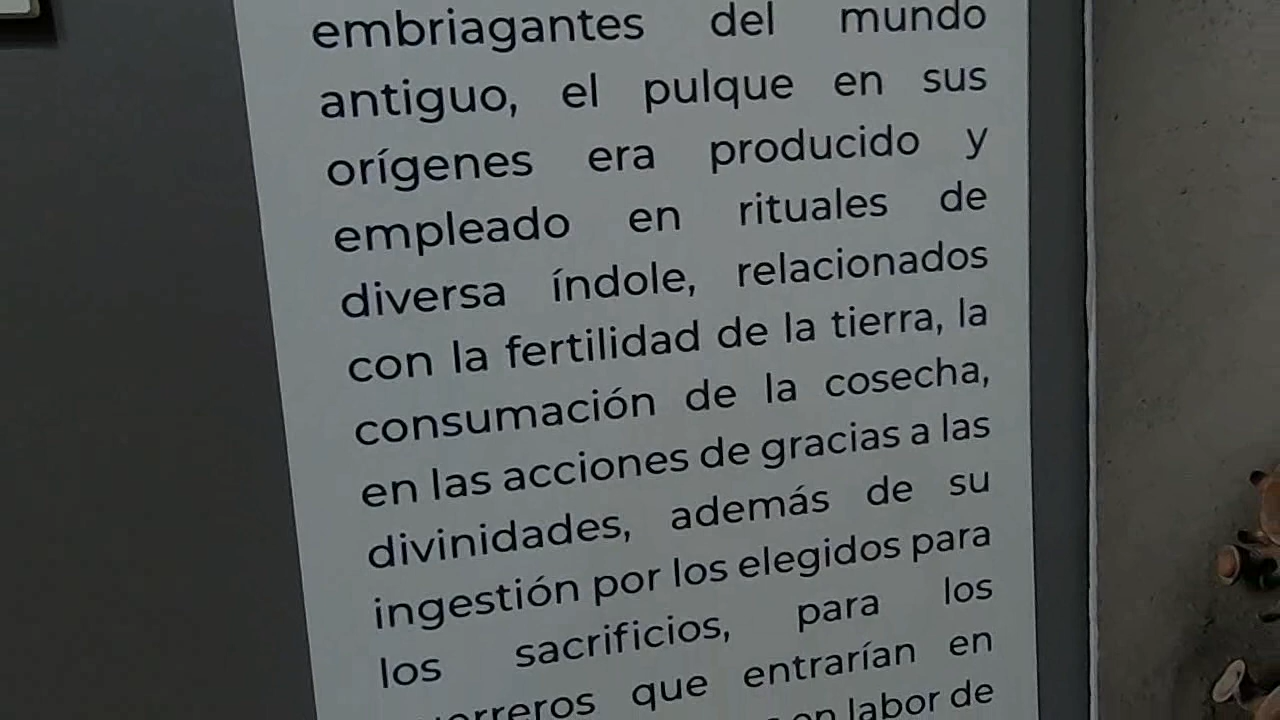 embriagantes del mundo
antiguo, el pulque en sus
orígenes era producido y
empleado en rituales de
diversa índole, relacionados
con la fertilidad de la tierra, la
consumación de la cosecha,
en las acciones de gracias a las
divinidades, además de su
ingestión por los elegidos para
los sacrificios, para los
que entrarían en
en labor de